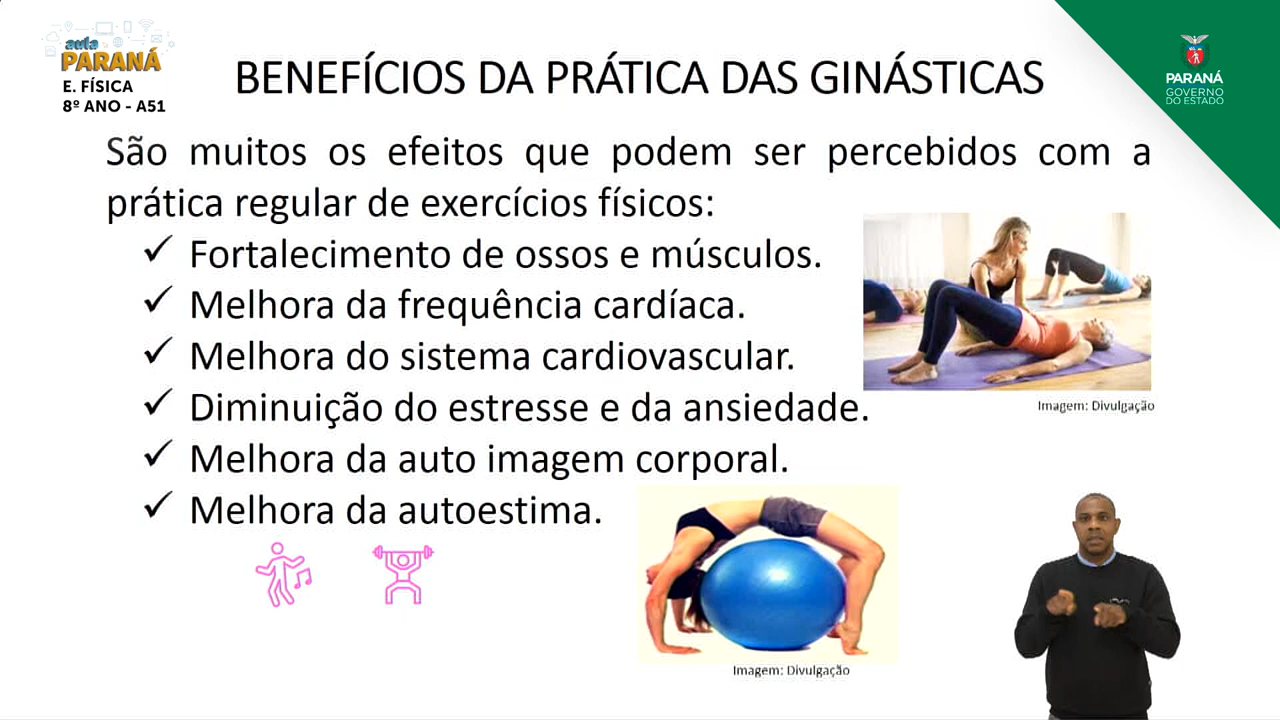 aula
PARANÁ
E. FÍSICA
8º ANO - A51
BENEFÍCIOS DA PRÁTICA DAS GINÁSTICAS
PARANÁ
GOVERNO
DO ESTADO
São muitos os efeitos que podem ser percebidos com a
prática regular de exercícios físicos:
✓ Fortalecimento de ossos e músculos.
✓ Melhora da frequência cardíaca.
✓ Melhora do sistema cardiovascular.
✓ Diminuição do estresse e da ansiedade.
✓ Melhora da auto imagem corporal.
✓ Melhora da autoestima.
Imagem: Divulgação
Imagem: Divulgação